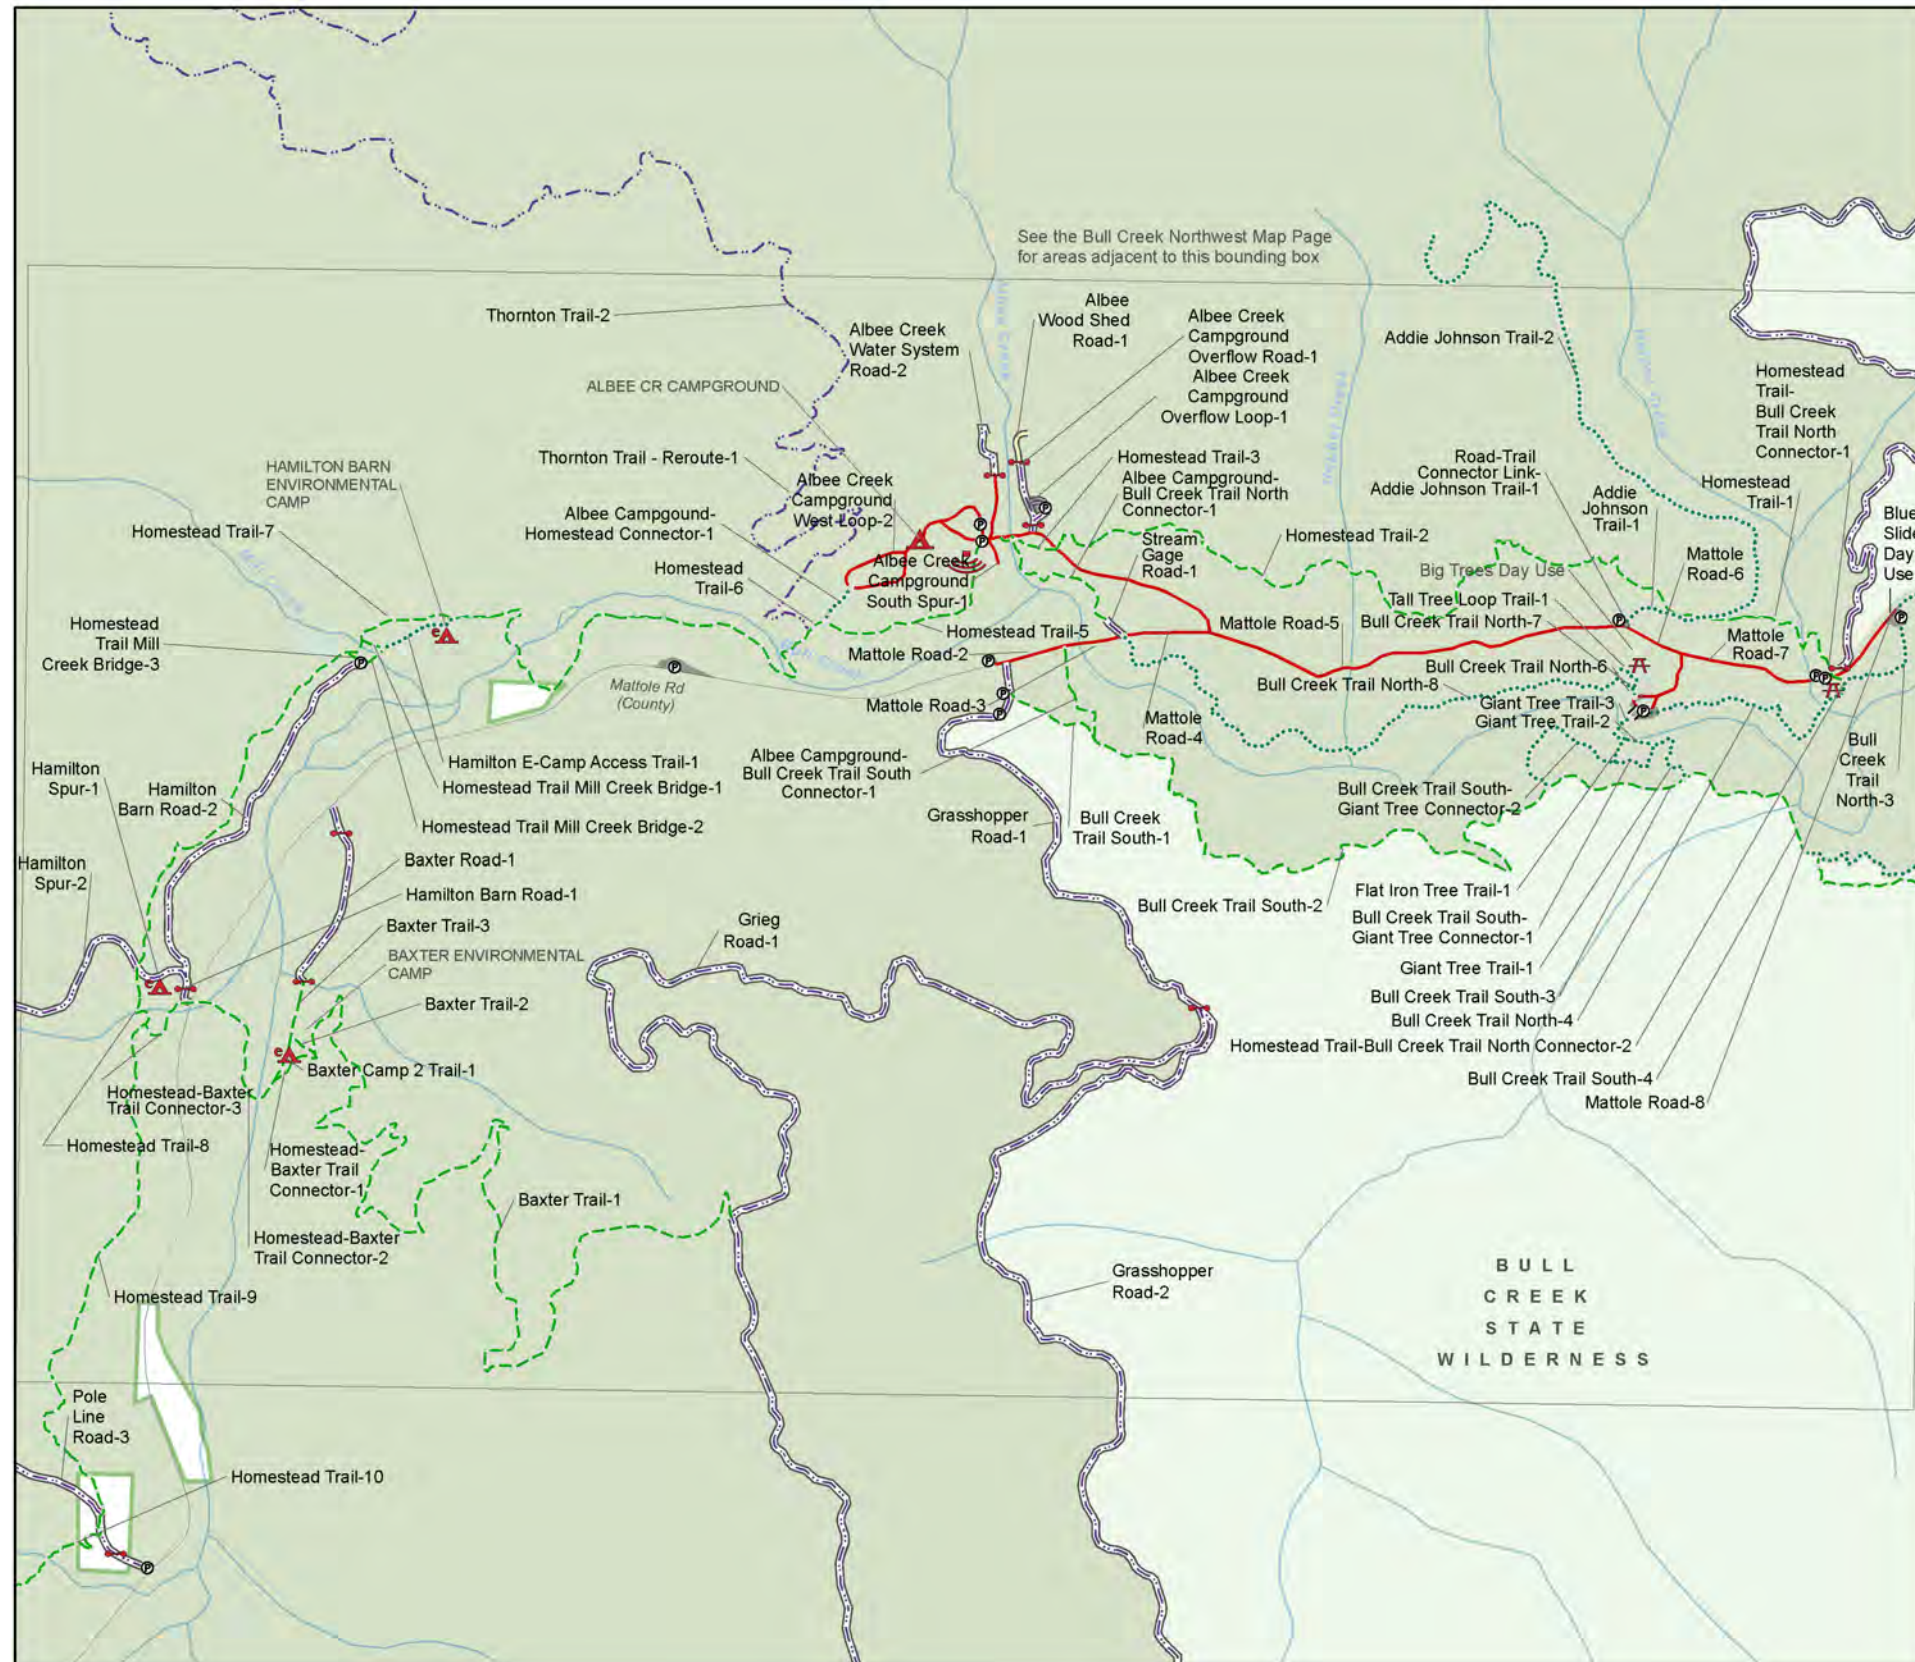 See the Bull Creek Northwest Map Page
for areas adjacent to this bounding box
Thornton Trail-2
Albee Creek
Water System
Road-2
Albee
Wood Shed
Road-1
Albee Creek
Campground
Overflow Road-1
Albee Creek
Campground
Overflow Loop-1
Addie Johnson Trail-2
Homestead
Trail-
Bull Creek
Trail North
Connector-1
ALBEE CR CAMPGROUND
Thornton Trail - Reroute-1
HAMILTON BARN
ENVIRONMENTAL
CAMP
Albee Creek
Campground
West Loop-2
Homestead Trail-3
Albee Campground-
Bull Creek Trail North
Connector-1
Road-Trail
Connector Link-
Addie Johnson Trail-1
Addie
Johnson
Trail-1
Homestead
Trail-1
Blue
Slide
Day
Use
Homestead Trail-7
Albee Campgound-
Homestead Connector-1
Homestead
Trail-6
Albee Creek
Campground
South Spur-1
Stream
Gage
Road-1
Homestead Trail-2
Big Trees Day Use
Mattole
Road-6
Tall Tree Loop Trail-1
Bull Creek Trail North-7
Homestead
Trail Mill
Creek Bridge-3
Homestead Trail-5
Mattole Road-2
Mattole Road-5
Mattole
Road-7
Bull Creek Trail North-6
Bull Creek Trail North-8
Mattole Rd
(County)
Mattole Road-3
Mattole
Road-4
Giant Tree Trail-3
Giant Tree Trail-2
Bull
Creek
Trail
North-3
Hamilton
Spur-1
Hamilton
Barn Road-2
Hamilton E-Camp Access Trail-1
Homestead Trail Mill Creek Bridge-1
Homestead Trail Mill Creek Bridge-2
Albee Campground-
Bull Creek Trail South
Connector-1
Bull Creek Trail South-
Giant Tree Connector-2
Grasshopper
Road-1
Bull Creek
Trail South-1
Hamilton
Spur-2
Baxter Road-1
Hamilton Barn Road-1
Baxter Trail-3
BAXTER ENVIRONMENTAL
CAMP
Baxter Trail-2
Grieg
Road-1
Bull Creek Trail South-2
Flat Iron Tree Trail-1
Bull Creek Trail South-
Giant Tree Connector-1
Giant Tree Trail-1
Bull Creek Trail South-3
Bull Creek Trail North-4
Homestead Trail-Bull Creek Trail North Connector-2
Bull Creek Trail South-4
Mattole Road-8
Baxter Camp 2 Trail-1
Homestead-Baxter
Trail Connector-3
Homestead Trail-8
Homestead-
Baxter Trail
Connector-1
Baxter Trail-1
Homestead-Baxter
Trail Connector-2
Homestead Trail-9
Grasshopper
Road-2
BULL
CREEK
STATE
WILDERNESS
Pole
Line
Road-3
Homestead Trail-10